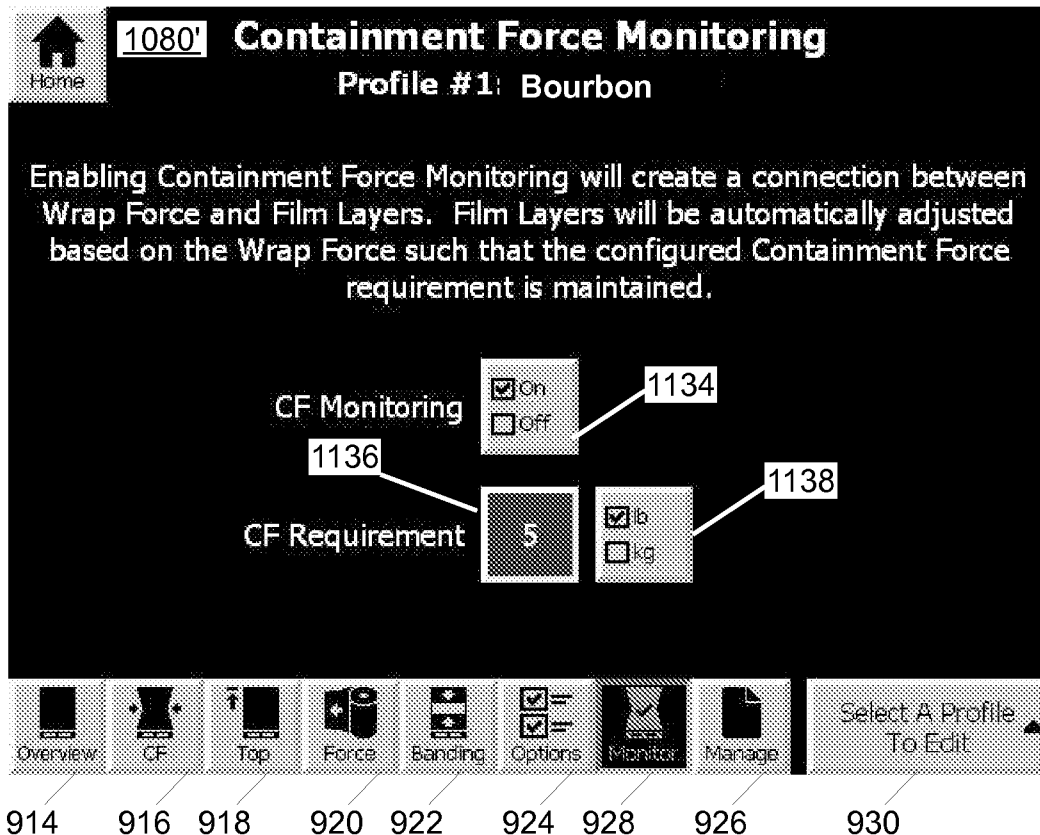 Home
1080'
Containment Force Monitoring
Profile #1: Bourbon
Enabling Containment Force Monitoring will create a connection between
Wrap Force and Film Layers. Film Layers will be automatically adjusted
based on the Wrap Force such that the configured Containment Force
requirement is maintained.
CF Monitoring
On
Off
1134
1136
1138
CF Requirement
5
lb
kg
Overview
CF
Top
Force
Banding
Options
Monitor
Manage
Select A Profile
To Edit
914 916 918 920 922 924 928 926 930